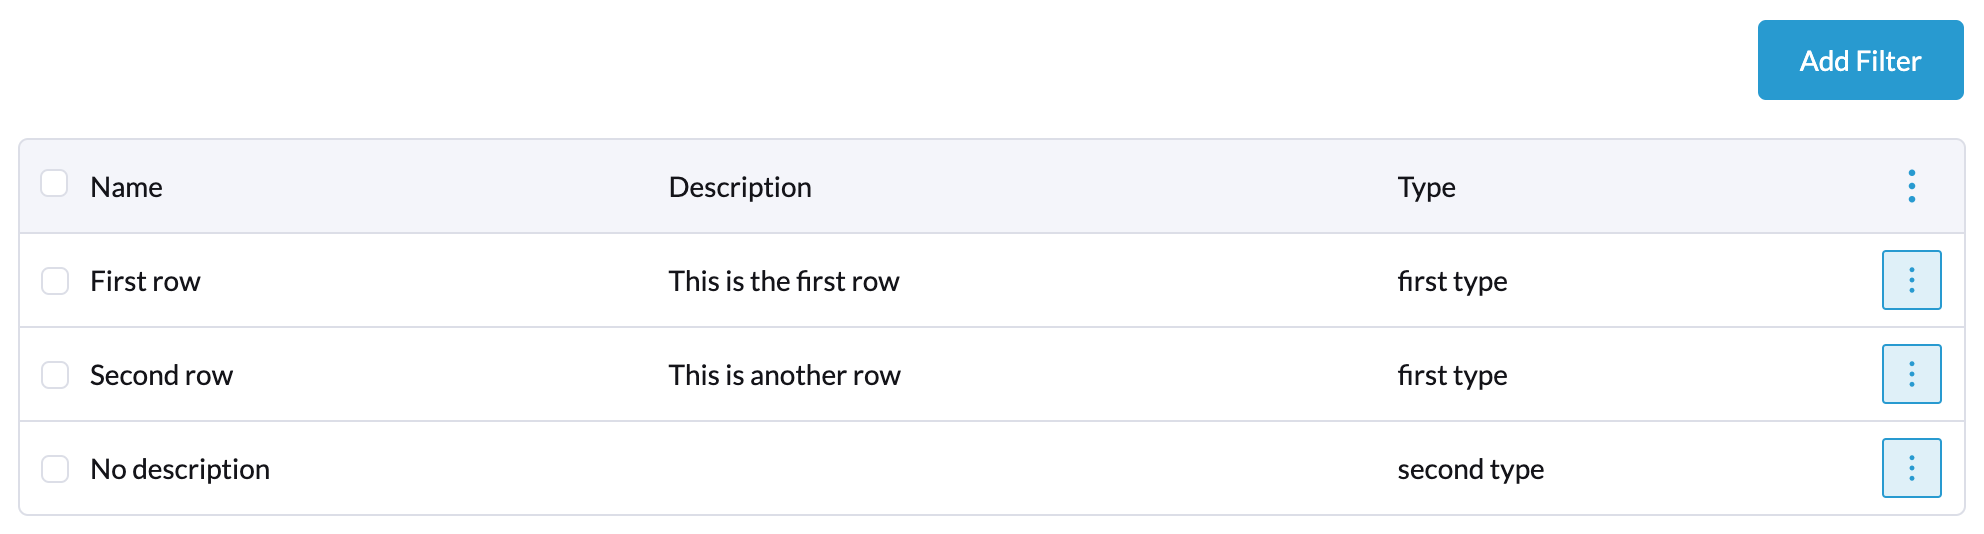 Add Filter
Name Description Type
First row This is the first row first type
Second row This is another row first type
No description second type